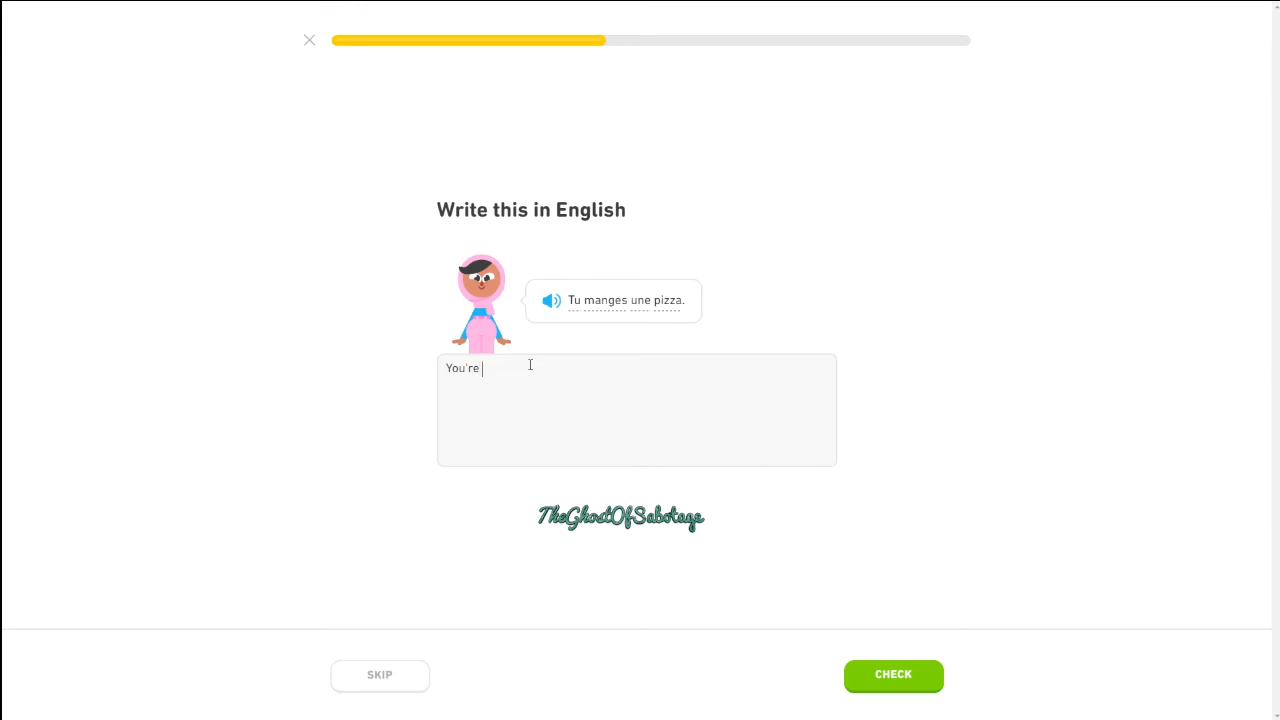 Write this in English
Tu manges une pizza.
You're
TheGhostOfSabotage
SKIP
CHECK